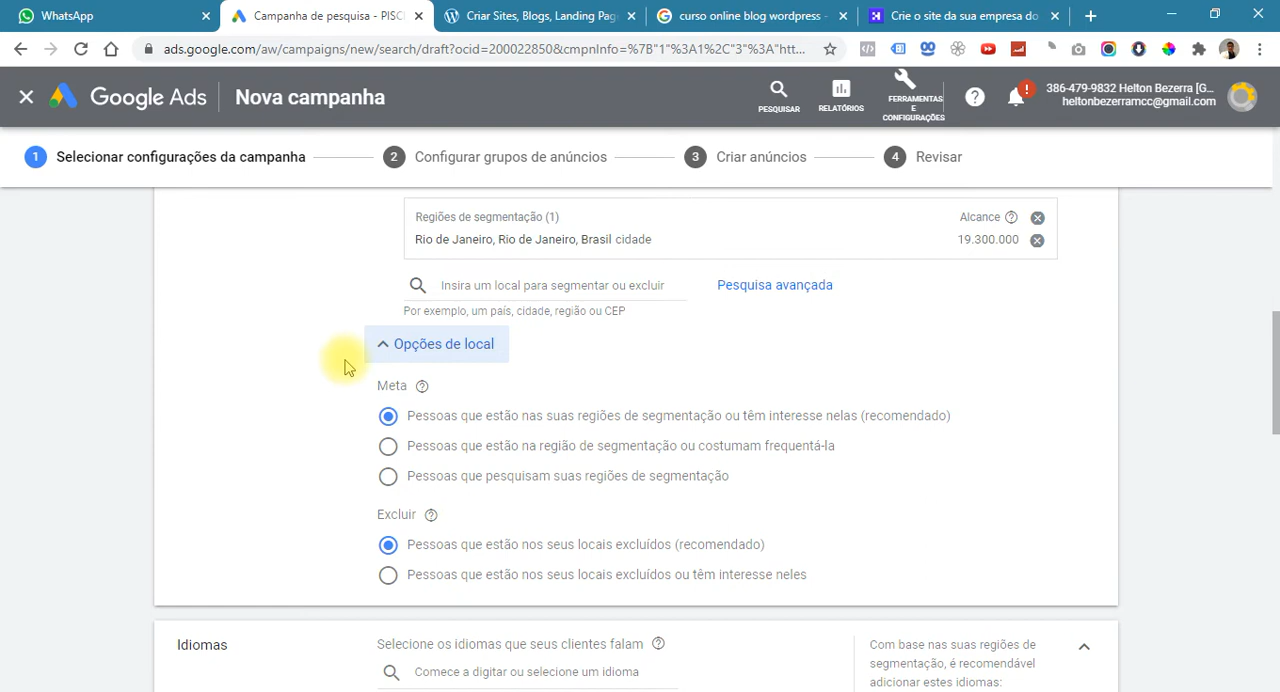 WhatsApp
Campanha de pesquisa - PISCI
Criar Sites, Blogs, Landing Page
curso online blog wordpress -
Crie o site da sua empresa do
ads.google.com/aw/campaigns/new/search/draft?ocid=200022850&cmpnInfo=%7B"1"%3A1%2C"3"%3A"htt...
Google Ads
Nova campanha
PESQUISAR
RELATÓRIOS
FERRAMENTAS
E
CONFIGURAÇÕES
386-479-9832 Helton Bezerra [G...
heltonbezerramcc@gmail.com
1 Selecionar configurações da campanha
2 Configurar grupos de anúncios
3 Criar anúncios
4 Revisar
Regiões de segmentação (1)
Alcance
Rio de Janeiro, Rio de Janeiro, Brasil cidade
19.300.000
Insira um local para segmentar ou excluir
Pesquisa avançada
Por exemplo, um país, cidade, região ou CEP
Opções de local
Meta
Pessoas que estão nas suas regiões de segmentação ou têm interesse nelas (recomendado)
Pessoas que estão na região de segmentação ou costumam frequentá-la
Pessoas que pesquisam suas regiões de segmentação
Excluir
Pessoas que estão nos seus locais excluídos (recomendado)
Pessoas que estão nos seus locais excluídos ou têm interesse neles
Idiomas
Selecione os idiomas que seus clientes falam
Comece a digitar ou selecione um idioma
Com base nas suas regiões de
segmentação, é recomendável
adicionar estes idiomas: